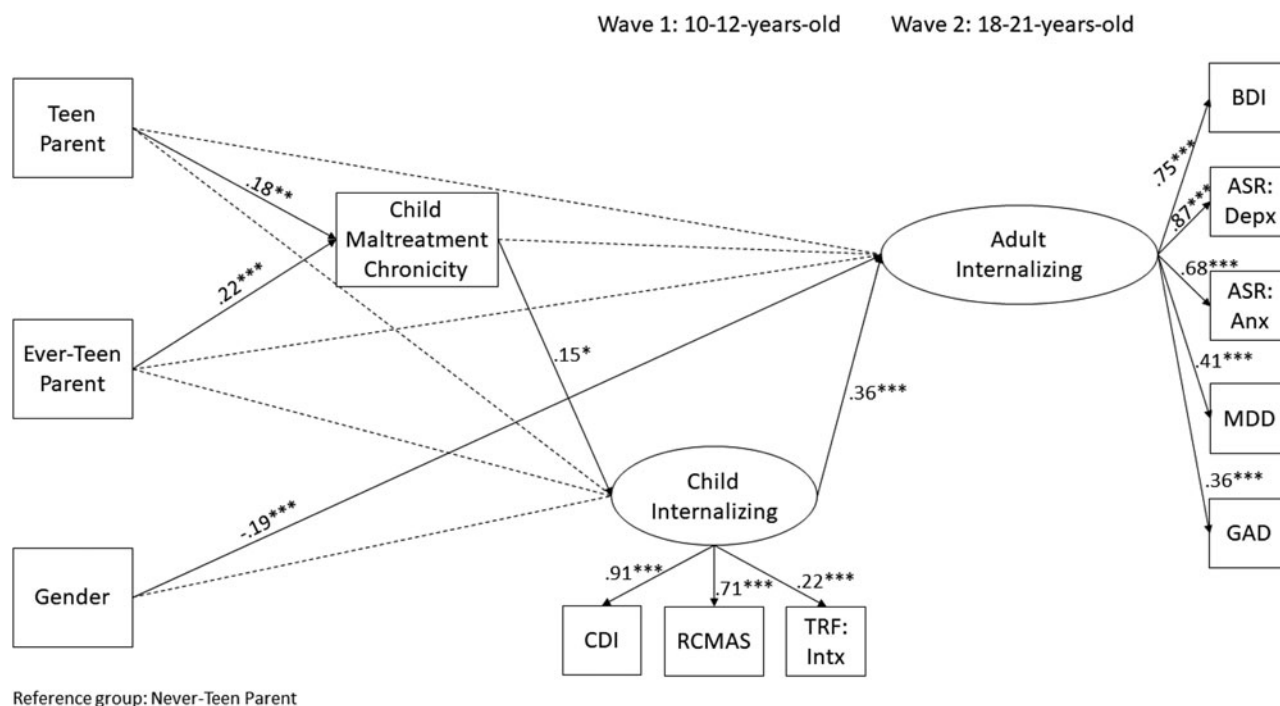 Wave 1: 10-12-years-old
Wave 2: 18-21-years-old
Teen
Parent
.18**
Child
Maltreatment
Chronicity
.22***
Ever-Teen
Parent
.15*
-.19***
Gender
Child
Internalizing
.36***
.91***
.71***
.22***
CDI
RCMAS
TRF:
Intx
Adult
Internalizing
.75***
BDI
.87***
ASR:
Depx
.68***
ASR:
Anx
.41***
MDD
.36***
GAD
Reference group: Never-Teen Parent